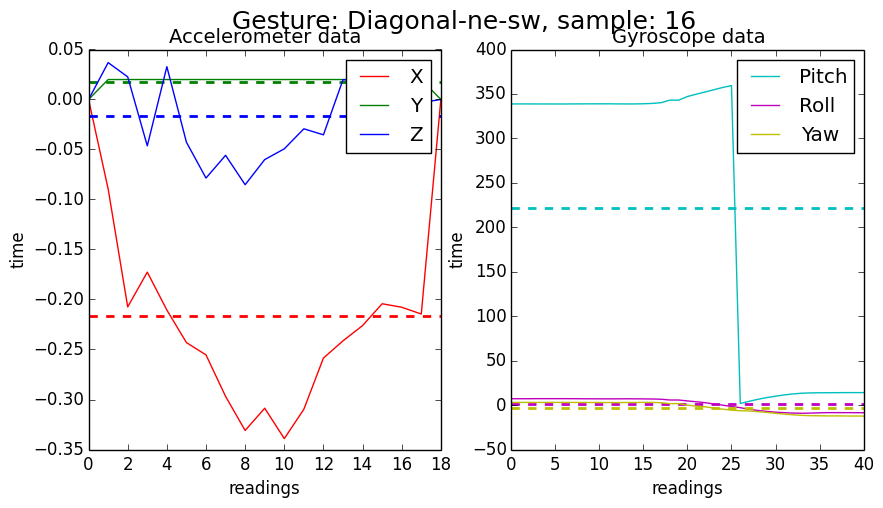 Gesture: Diagonal-ne-sw, sample: 16
Accelerometer data
0.05
0.00
−0.05
−0.10
−0.15
−0.20
−0.25
−0.30
−0.35
time
X
Y
Z
0 2 4 6 8 10 12 14 16 18
readings
Gyroscope data
400
350
300
250
200
150
100
50
0
−50
time
Pitch
Roll
Yaw
0 5 10 15 20 25 30 35 40
readings